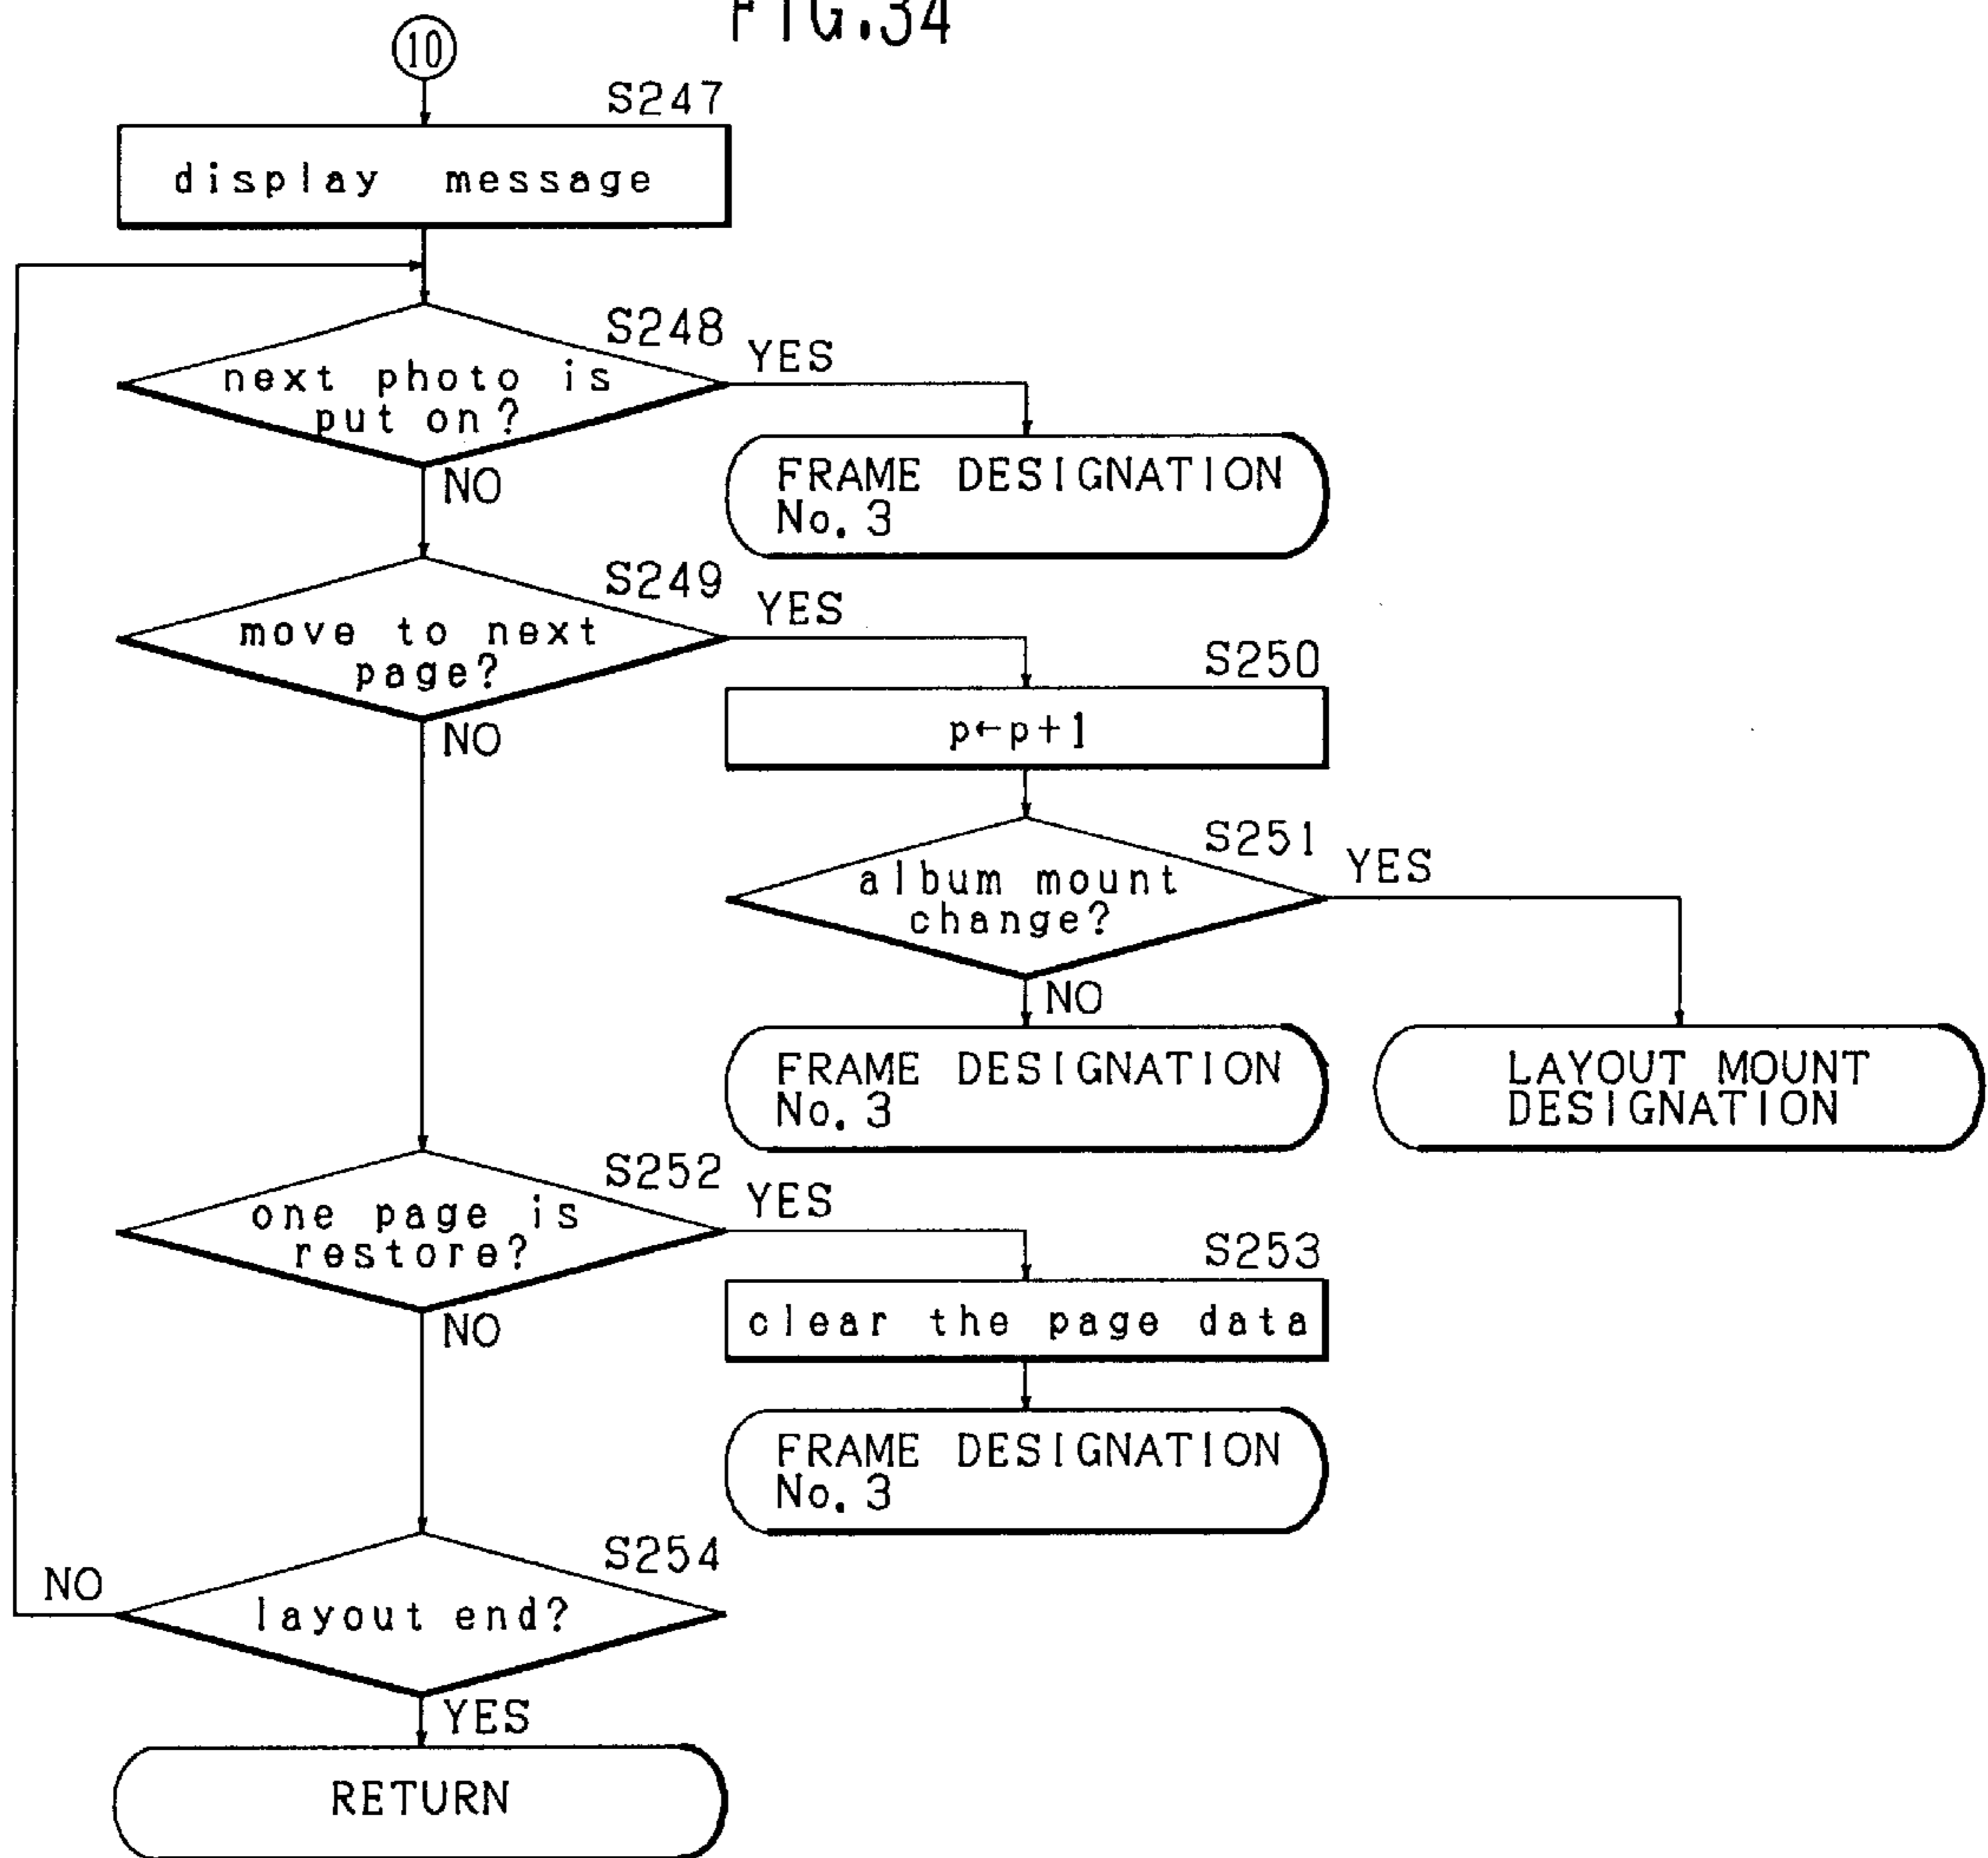 FIG.34
10
S247
display message
S248
next photo is
put on?
YES
FRAME DESIGNATION
No.3
NO
S249
move to next
page?
YES
S250
p←p+1
NO
S251
album mount
change?
YES
NO
FRAME DESIGNATION
No.3
LAYOUT MOUNT
DESIGNATION
S252
one page is
restore?
YES
S253
clear the page data
NO
FRAME DESIGNATION
No.3
S254
layout end?
NO
YES
RETURN